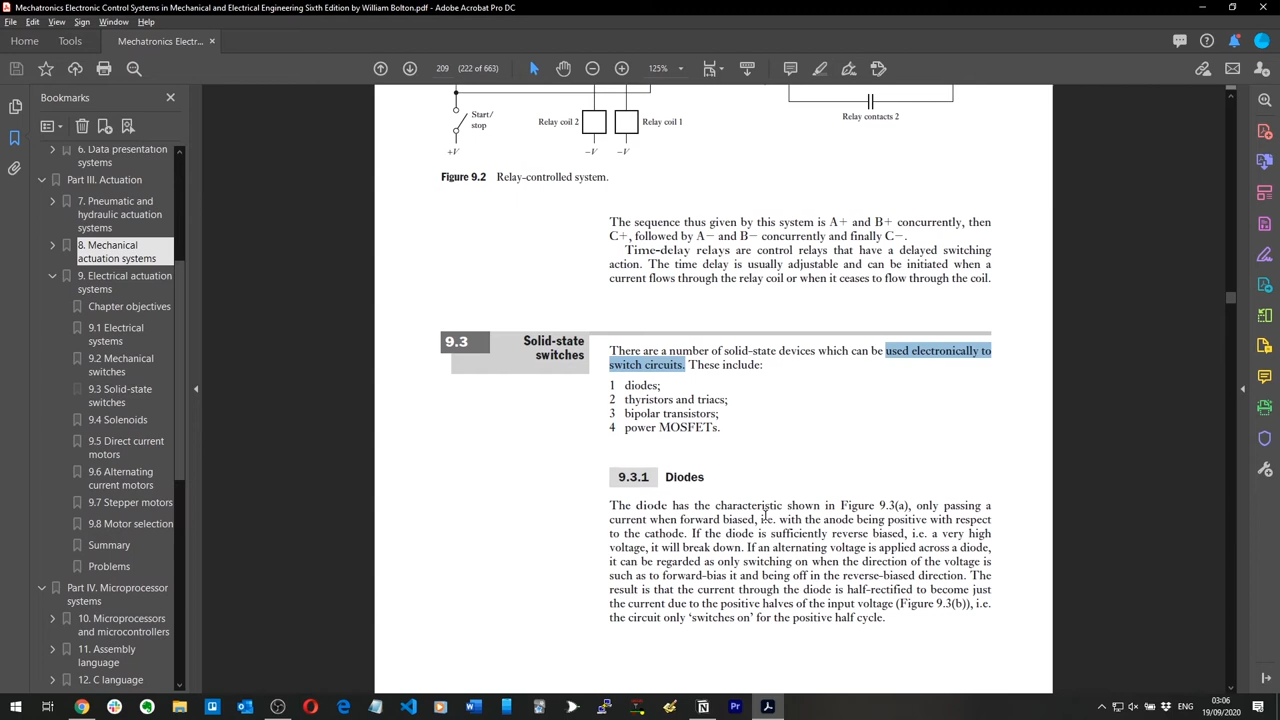 Mechatronics Electronic Control Systems in Mechanical and Electrical Engineering Sixth Edition by William Bolton.pdf - Adobe Acrobat Pro DC
File Edit View Sign Window Help
Home Tools Mechatronics Electr... ×
209 (222 of 663) 125%
Bookmarks
6. Data presentation
systems
Part III. Actuation
7. Pneumatic and
hydraulic actuation
systems
8. Mechanical
actuation systems
9. Electrical actuation
systems
Chapter objectives
9.1 Electrical
systems
9.2 Mechanical
switches
9.3 Solid-state
switches
9.4 Solenoids
9.5 Direct current
motors
9.6 Alternating
current motors
9.7 Stepper motors
9.8 Motor selection
Summary
Problems
Part IV. Microprocessor
systems
10. Microprocessors
and microcontrollers
11. Assembly
language
12. C language
Start/
stop
+V
Relay coil 2
Relay coil 1
−V −V
Relay contacts 2
Figure 9.2 Relay-controlled system.
The sequence thus given by this system is A+ and B+ concurrently, then
C+, followed by A− and B− concurrently and finally C−.
Time-delay relays are control relays that have a delayed switching
action. The time delay is usually adjustable and can be initiated when a
current flows through the relay coil or when it ceases to flow through the coil.
9.3 Solid-state
switches
There are a number of solid-state devices which can be used electronically to
switch circuits. These include:
1 diodes;
2 thyristors and triacs;
3 bipolar transistors;
4 power MOSFETs.
9.3.1 Diodes
The diode has the characteristic shown in Figure 9.3(a), only passing a
current when forward biased, i.e. with the anode being positive with respect
to the cathode. If the diode is sufficiently reverse biased, i.e. a very high
voltage, it will break down. If an alternating voltage is applied across a diode,
it can be regarded as only switching on when the direction of the voltage is
such as to forward-bias it and being off in the reverse-biased direction. The
result is that the current through the diode is half-rectified to become just
the current due to the positive halves of the input voltage (Figure 9.3(b)), i.e.
the circuit only ‘switches on’ for the positive half cycle.
03:06
19/09/2020